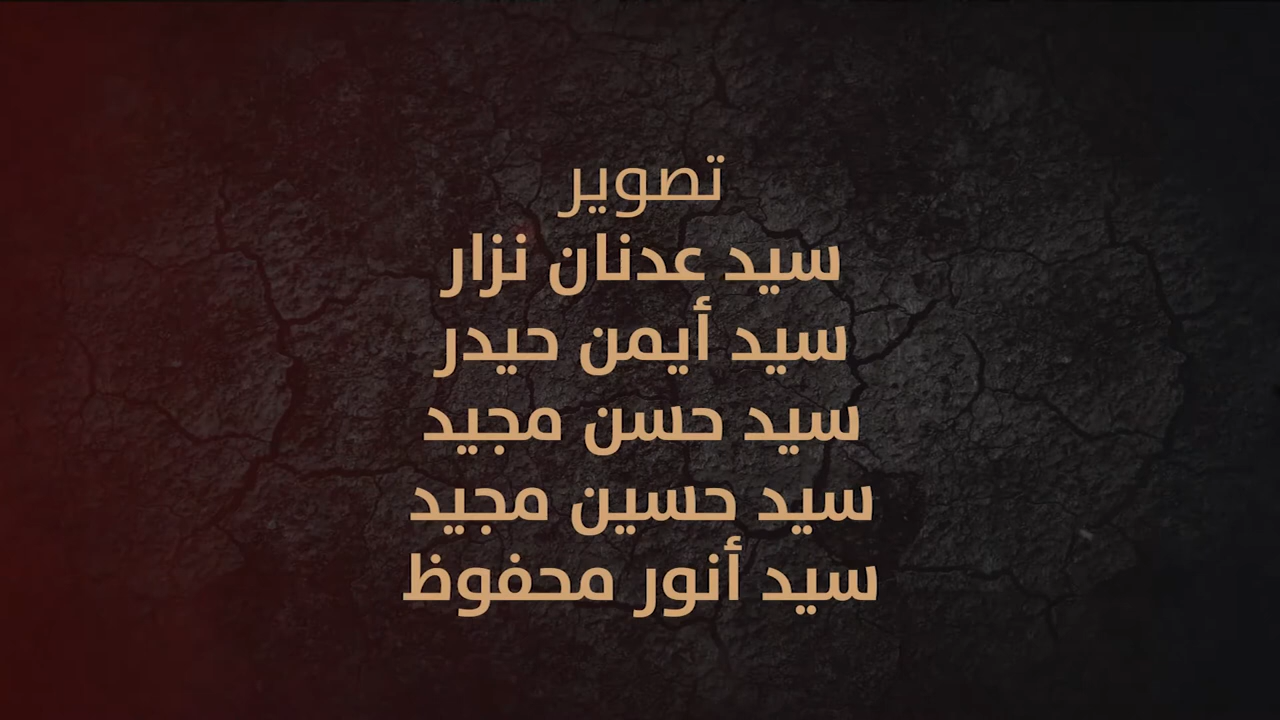 تصوير
سيد عدنان نزار
سيد أيمن حيدر
سيد حسن مجيد
سيد حسين مجيد
سيد أنور محفوظ